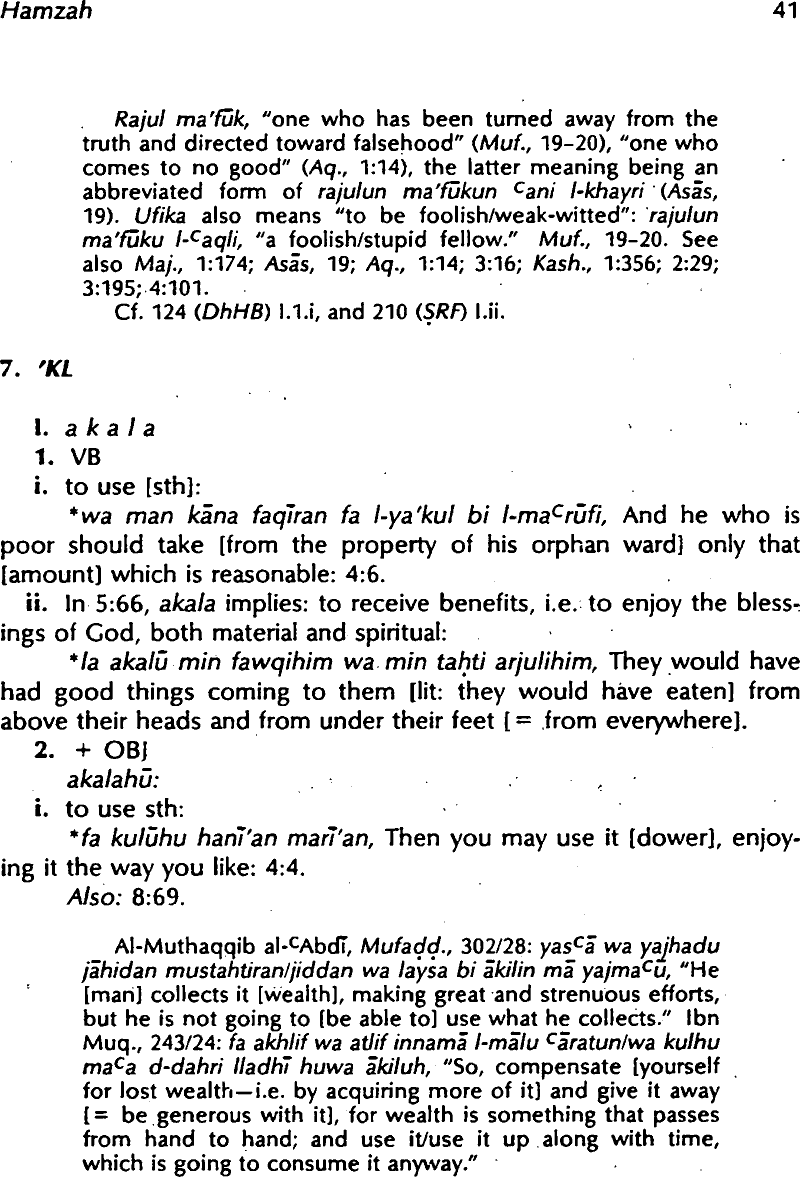 Hamzah 41
Rajul ma'fūk, "one who has been turned away from the
truth and directed toward falsehood" (Muf., 19–20), "one who
comes to no good" (Aq., 1:14), the latter meaning being an
abbreviated form of rajulun ma'fūkun ᶜani l-khayri (Asās,
19). Ufika also means "to be foolish/weak-witted": rajulun
ma'fūku l-ᶜaqli, "a foolish/stupid fellow." Muf., 19–20. See
also Maj., 1:174; Asās, 19; Aq., 1:14; 3:16; Kash., 1:356; 2:29;
3:195; 4:101.
Cf. 124 (DhHB) I.1.i, and 210 (ṢRF) I.ii.
7. 'KL
I. a k a l a
1. VB
i. to use [sth]:
*wa man kāna faqīran fa l-ya'kul bi l-maᶜrūfi, And he who is
poor should take [from the property of his orphan ward] only that
[amount] which is reasonable: 4:6.
ii. In 5:66, akala implies: to receive benefits, i.e. to enjoy the bless-
ings of God, both material and spiritual:
*la akalū min fawqihim wa min taḥti arjulihim, They would have
had good things coming to them [lit: they would have eaten] from
above their heads and from under their feet [= from everywhere].
2. + OBJ
akalahū:
i. to use sth:
*fa kulūhu hanī'an marī'an, Then you may use it [dower], enjoy-
ing it the way you like: 4:4.
Also: 8:69.
Al-Muthaqqib al-ᶜAbdī, Mufaḍḍ., 302/28: yasᶜā wa yajhadu
jāhidan mustahtiran/jiddan wa laysa bi ākilin mā yajmaᶜū, "He
[man] collects it [wealth], making great and strenuous efforts,
but he is not going to [be able to] use what he collects." Ibn
Muq., 243/24: fa akhlif wa atlif innamā l-mālu ᶜāratun/wa kulhu
maᶜa d-dahri lladhī huwa ākiluh, "So, compensate [yourself
for lost wealth—i.e. by acquiring more of it] and give it away
[= be generous with it], for wealth is something that passes
from hand to hand; and use it/use it up along with time,
which is going to consume it anyway."